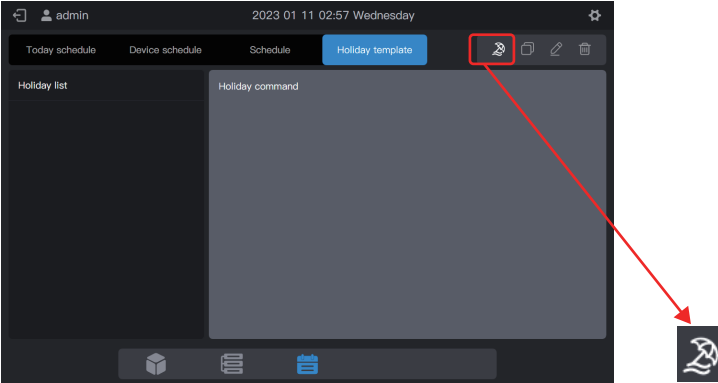 admin
2023 01 11 02:57 Wednesday
Today schedule
Device schedule
Schedule
Holiday template
Holiday list
Holiday command